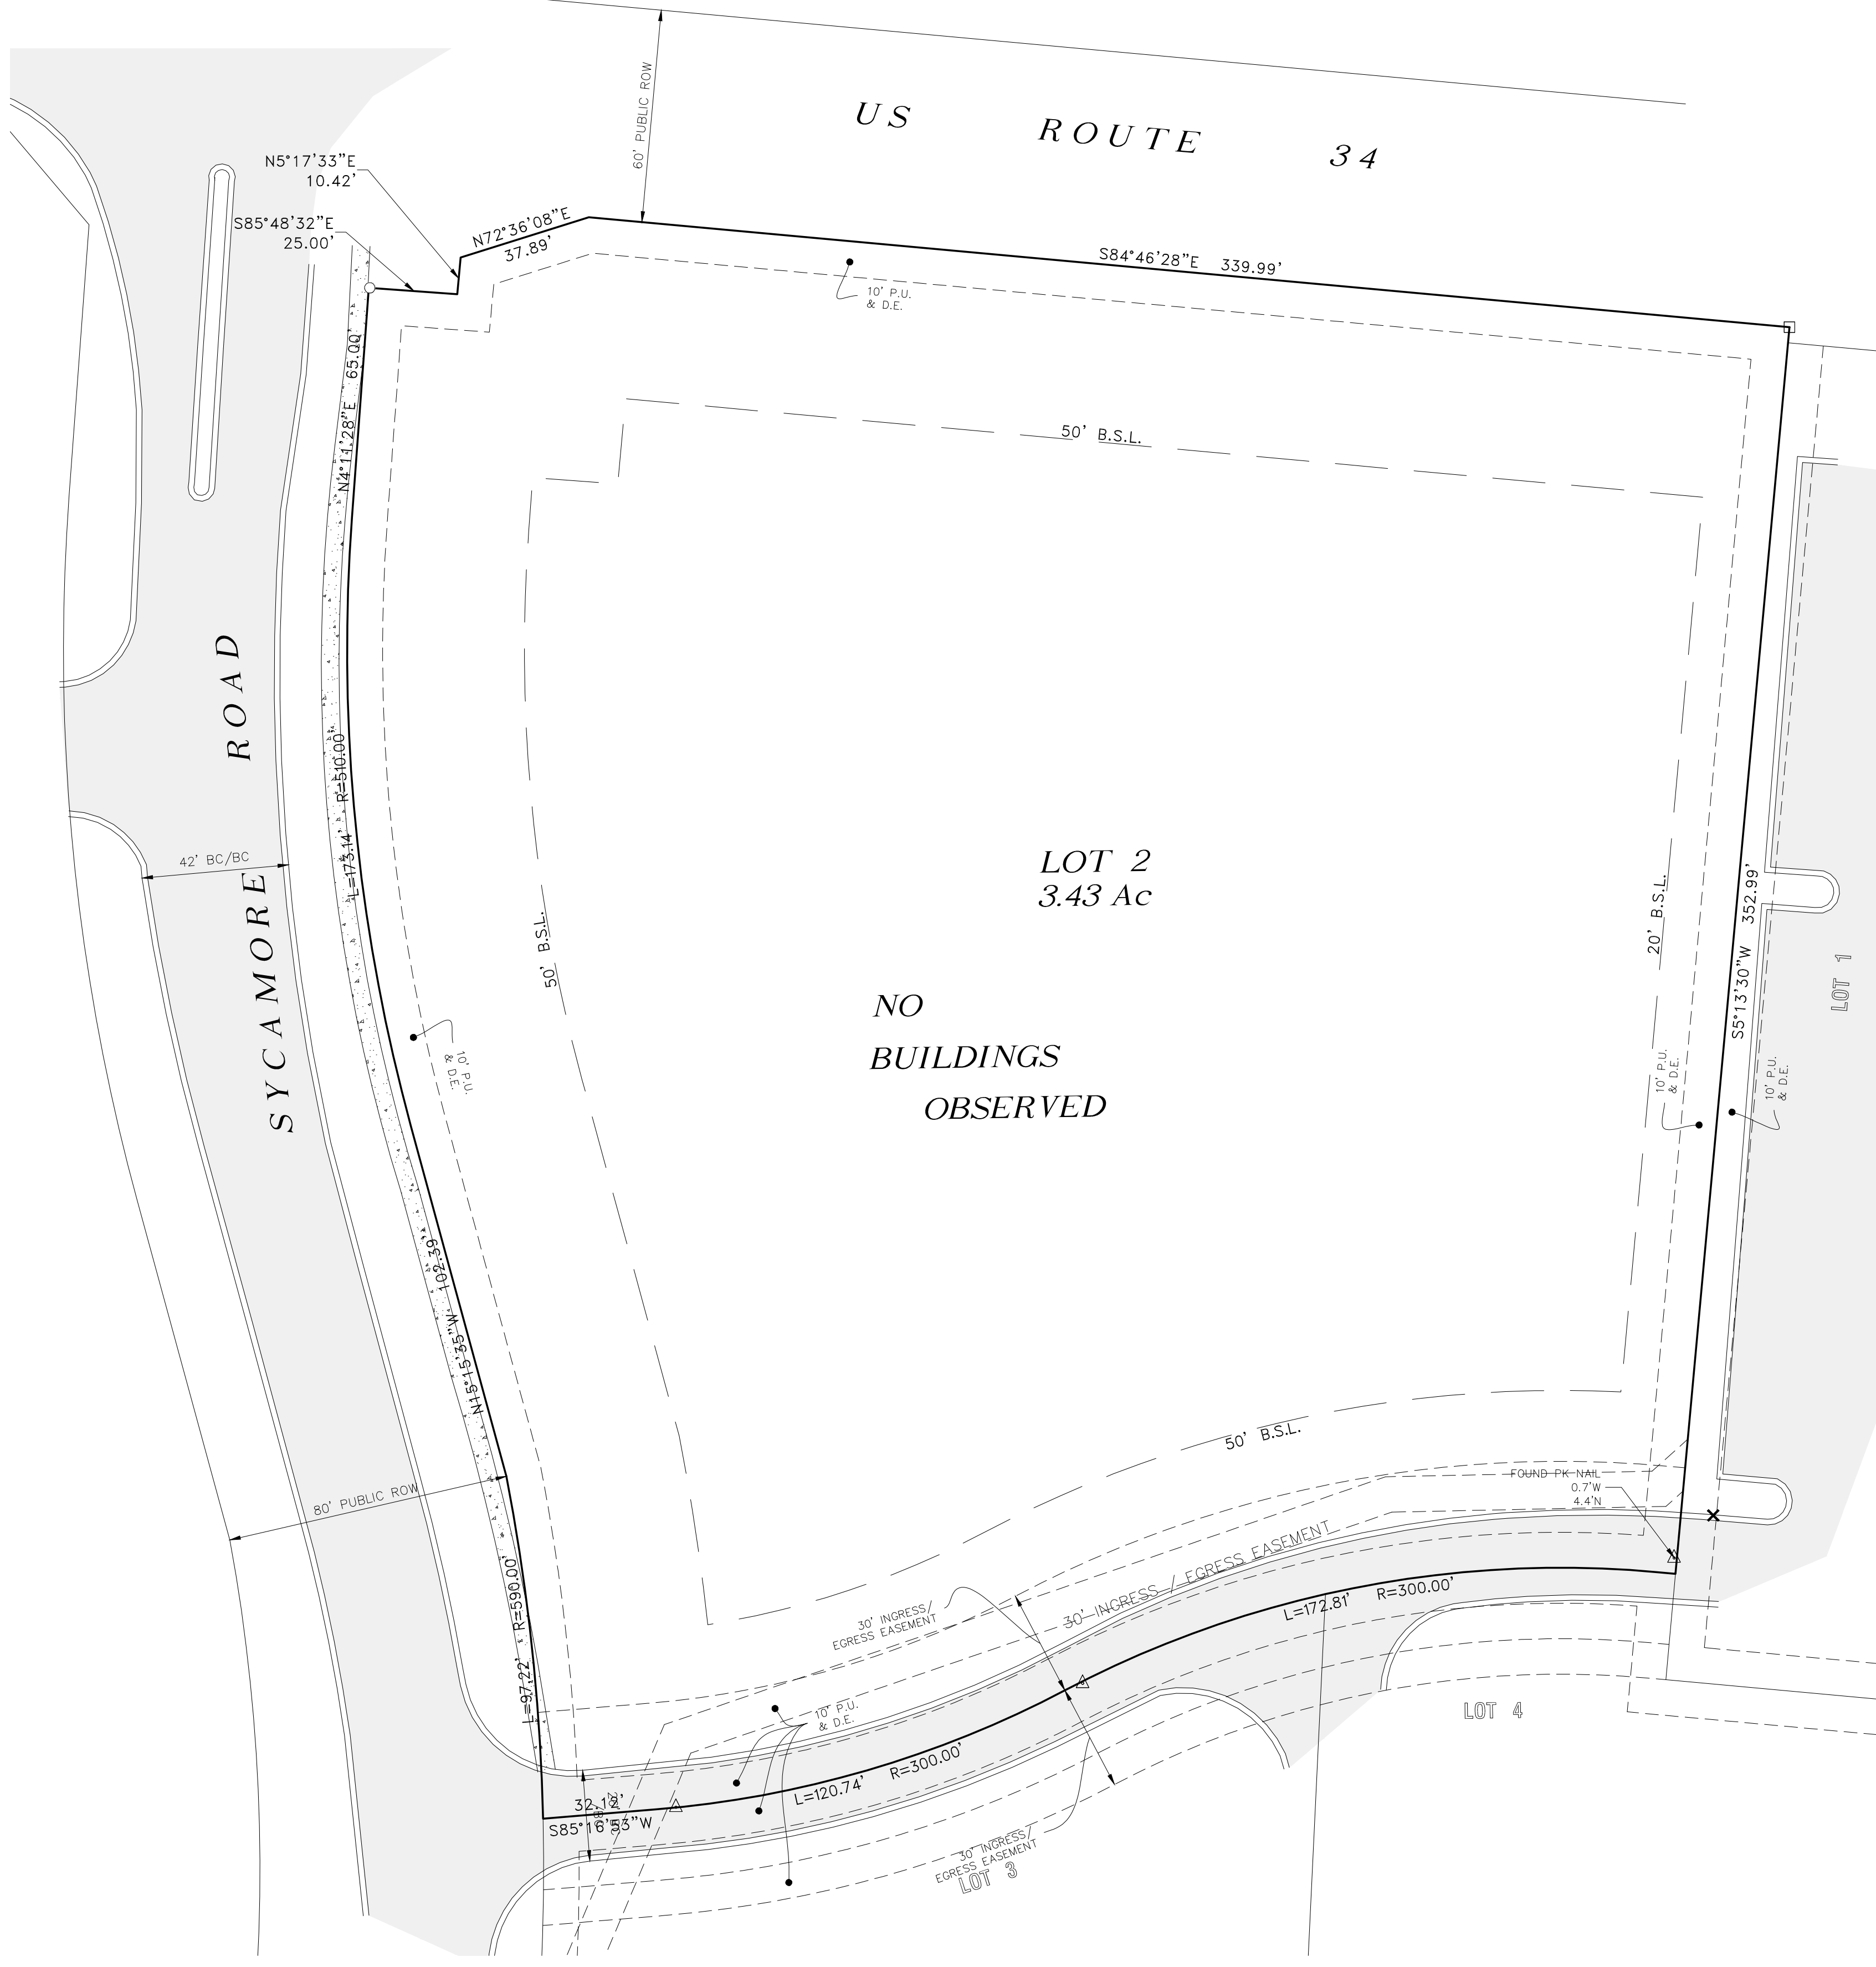 60' PUBLIC ROW
US ROUTE 34
N5°17'33"E
10.42'
S85°48'32"E
25.00'
N72°36'08"E
37.89'
S84°46'28"E 339.99'
10' P.U.
& D.E.
N4°11'28"E 65.00'
50' B.S.L.
L=173.14' R=510.00'
42' BC/BC
SYCAMORE ROAD
LOT 2
3.43 Ac
NO
BUILDINGS
OBSERVED
50' B.S.L.
20' B.S.L.
S5°13'30"W 352.99'
LOT 1
10' P.U.
& D.E.
10' P.U.
& D.E.
10' P.U.
& D.E.
N15°15'35"W 102.39'
80' PUBLIC ROW
50' B.S.L.
FOUND PK NAIL
0.7'W
4.4'N
30' INGRESS / EGRESS EASEMENT
30' INGRESS/
EGRESS EASEMENT
L=97.22' R=590.00'
L=172.81' R=300.00'
10' P.U.
& D.E.
LOT 4
L=120.74' R=300.00'
32.12'
S85°16'53"W
30' INGRESS/
EGRESS EASEMENT
LOT 3